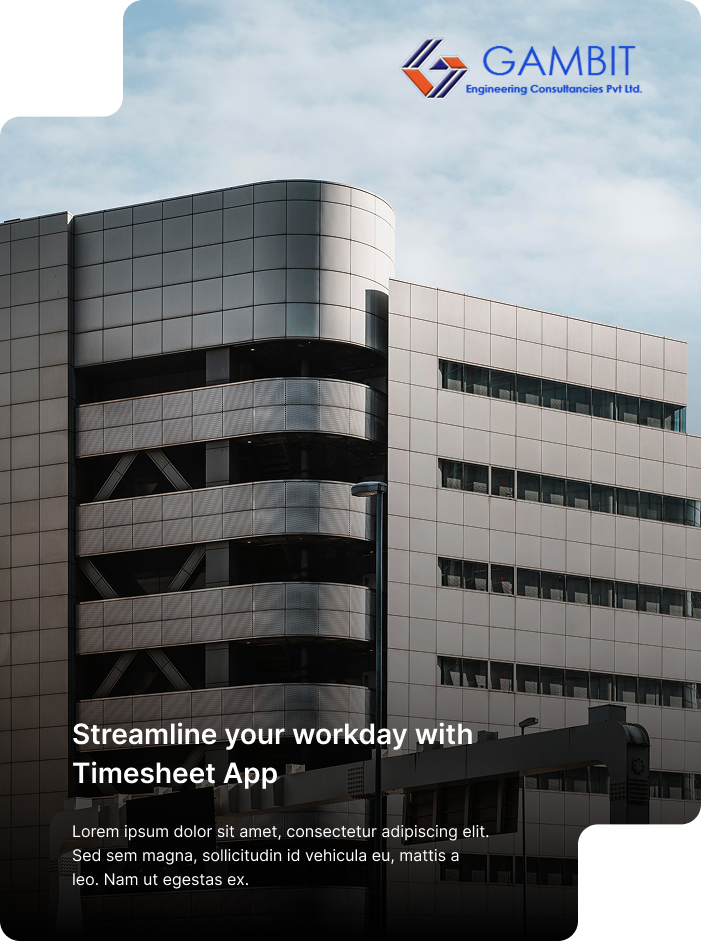 GAMBIT
Engineering Consultancies Pvt Ltd.
Streamline your workday with
Timesheet App
Lorem ipsum dolor sit amet, consectetur adipiscing elit.
Sed sem magna, sollicitudin id vehicula eu, mattis a
leo. Nam ut egestas ex.